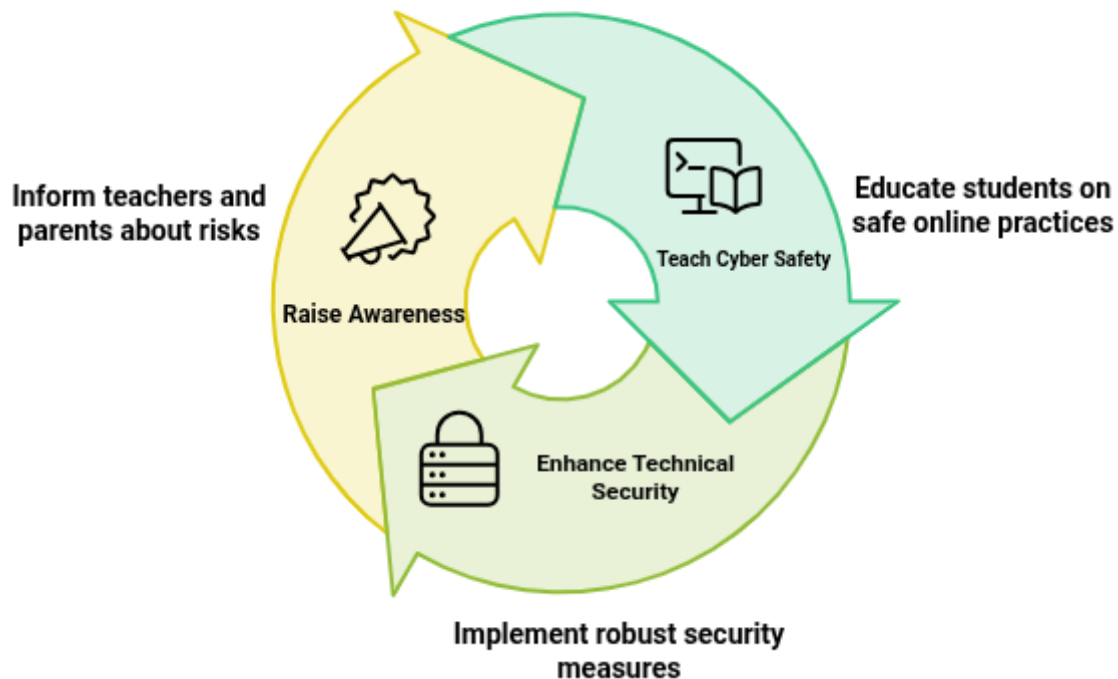 Inform teachers and
parents about risks
Raise Awareness
Educate students on
safe online practices
Teach Cyber Safety
Enhance Technical
Security
Implement robust security
measures